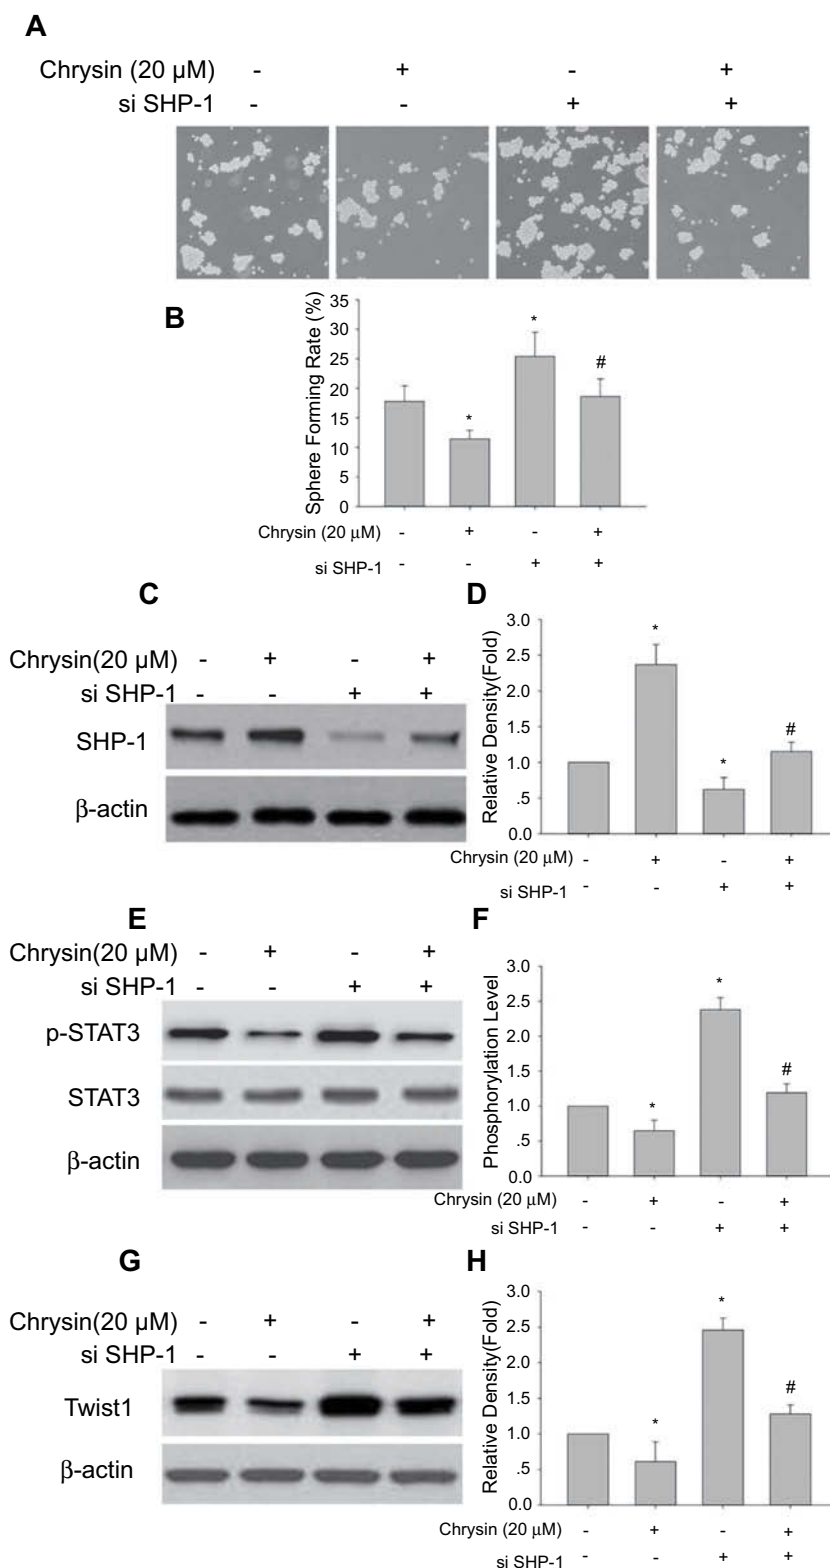 A
Chrysin (20 µM) - + - +
si SHP-1 - - + +
B
Sphere Forming Rate (%)
35
30
25
20
15
10
5
0
*
*
#
Chrysin (20 µM) - + - +
si SHP-1 - - + +
C
Chrysin(20 µM) - + - +
si SHP-1 - - + +
SHP-1
β-actin
D
Relative Density(Fold)
3.0
2.5
2.0
1.5
1.0
.5
0.0
*
*
#
Chrysin (20 µM) - + - +
si SHP-1 - - + +
E
Chrysin(20 µM) - + - +
si SHP-1 - - + +
p-STAT3
STAT3
β-actin
F
Phosphorylation Level
3.0
2.5
2.0
1.5
1.0
.5
0.0
*
*
#
Chrysin (20 µM) - + - +
si SHP-1 - - + +
G
Chrysin(20 µM) - + - +
si SHP-1 - - + +
Twist1
β-actin
H
Relative Density(Fold)
3.0
2.5
2.0
1.5
1.0
.5
0.0
*
*
#
Chrysin (20 µM) - + - +
si SHP-1 - - + +